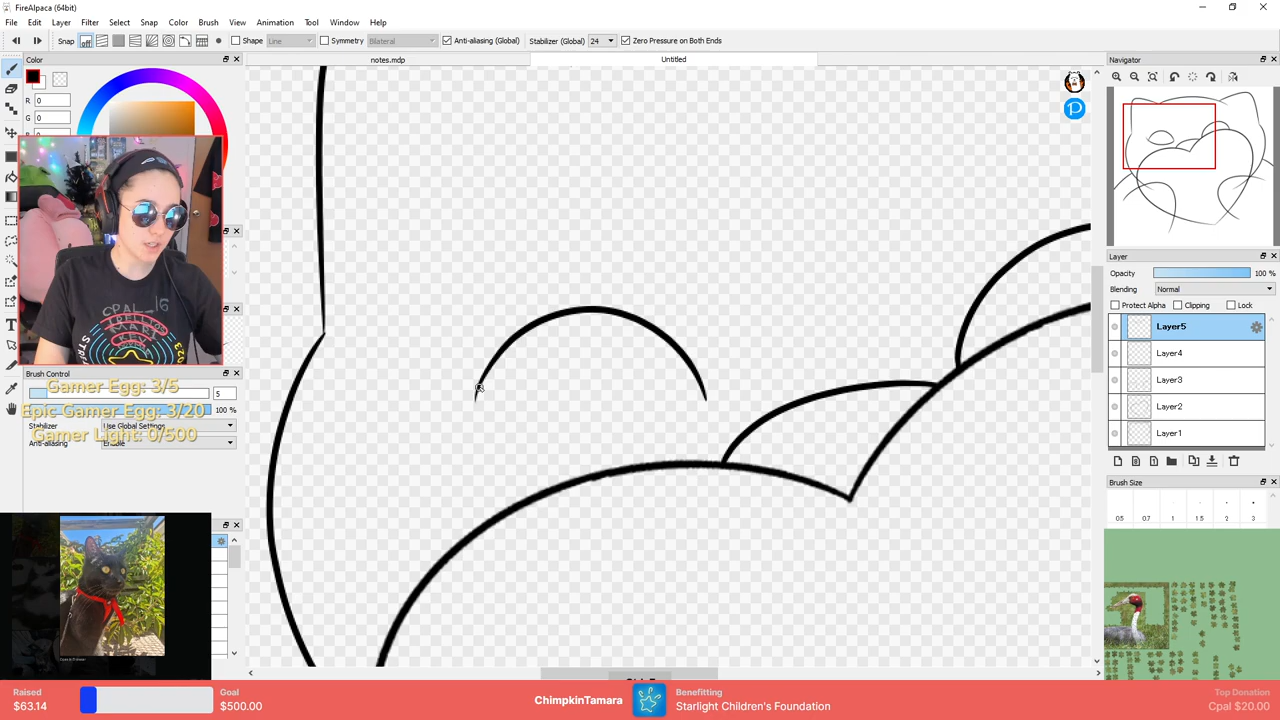 FireAlpaca (64bit)
File Edit Layer Filter Select Snap Color Brush View Animation Tool Window Help
Snap off Shape Line Symmetry Bilateral Anti-aliasing (Global) Stabilizer (Global) 24 Zero Pressure on Both Ends
notes.mdp Untitled
Color
R 0
G 0
0
CPAL_16
2023
Brush Control
5
100 %
Gamer Egg: 3/5
Epic Gamer Egg: 3/20
Gamer Light: 0/500
Stabilizer Use Global Settings
Anti-aliasing Enable
Navigator
Layer
Opacity 100 %
Blending Normal
Protect Alpha Clipping Lock
Layer5
Layer4
Layer3
Layer2
Layer1
Brush Size
0.5 0.7 1 1.5 2 3
Raised
$63.14
Goal
$500.00
ChimpkinTamara
Benefitting
Starlight Children's Foundation
Top Donation
Cpal $20.00